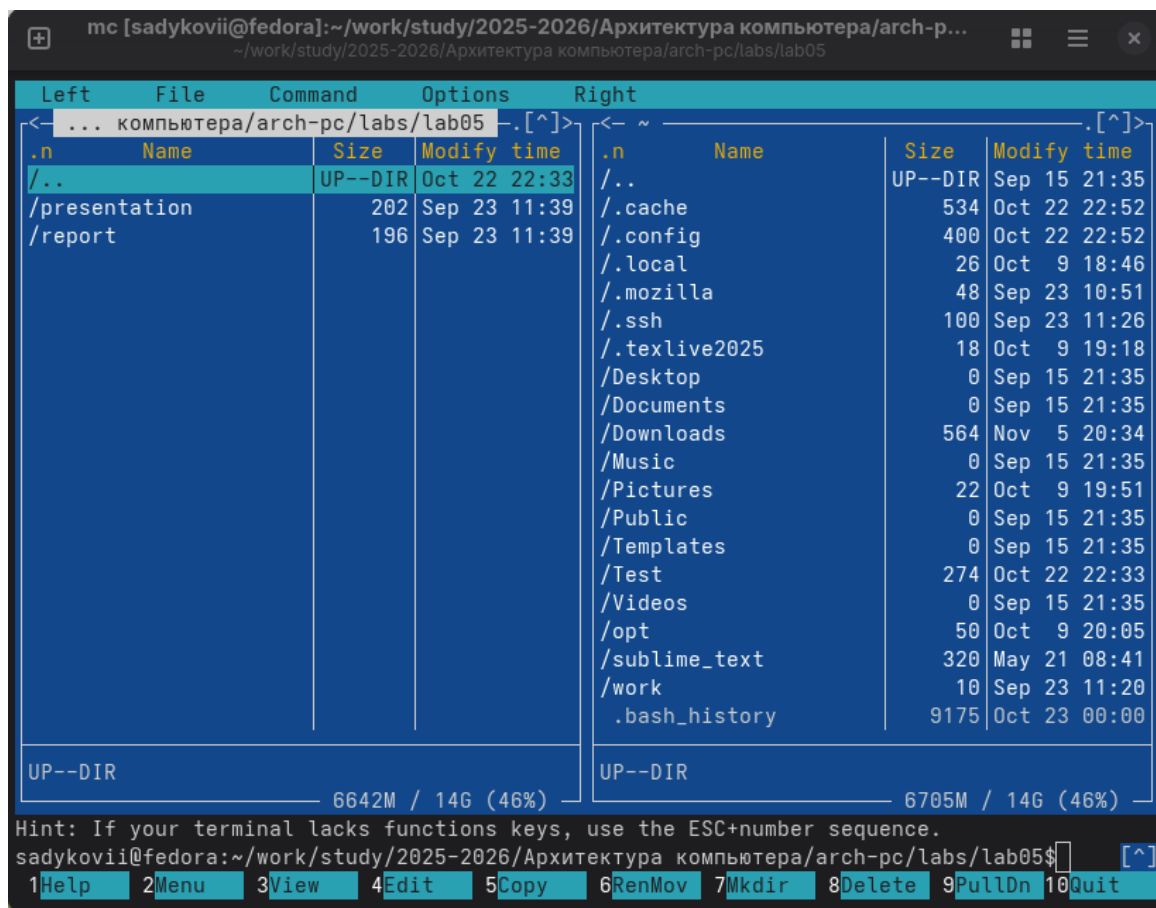 mc [sadykovii@fedora]:~/work/study/2025-2026/Архитектура компьютера/arch-p...
~/work/study/2025-2026/Архитектура компьютера/arch-pc/labs/lab05
Left File Command Options Right
<— ... компьютера/arch-pc/labs/lab05 —.[^]>
.n Name Size Modify time
/.. UP--DIR Oct 22 22:33
/presentation 202 Sep 23 11:39
/report 196 Sep 23 11:39
UP--DIR
6642M / 14G (46%)
<— ~ —.[^]>
.n Name Size Modify time
/.. UP--DIR Sep 15 21:35
/.cache 534 Oct 22 22:52
/.config 400 Oct 22 22:52
/.local 26 Oct 9 18:46
/.mozilla 48 Sep 23 10:51
/.ssh 100 Sep 23 11:26
/.texlive2025 18 Oct 9 19:18
/Desktop 0 Sep 15 21:35
/Documents 0 Sep 15 21:35
/Downloads 564 Nov 5 20:34
/Music 0 Sep 15 21:35
/Pictures 22 Oct 9 19:51
/Public 0 Sep 15 21:35
/Templates 0 Sep 15 21:35
/Test 274 Oct 22 22:33
/Videos 0 Sep 15 21:35
/opt 50 Oct 9 20:05
/sublime_text 320 May 21 08:41
/work 10 Sep 23 11:20
.bash_history 9175 Oct 23 00:00
UP--DIR
6705M / 14G (46%)
Hint: If your terminal lacks functions keys, use the ESC+number sequence.
sadykovii@fedora:~/work/study/2025-2026/Архитектура компьютера/arch-pc/labs/lab05$ [^]
1Help 2Menu 3View 4Edit 5Copy 6RenMov 7Mkdir 8Delete 9PullDn 10Quit